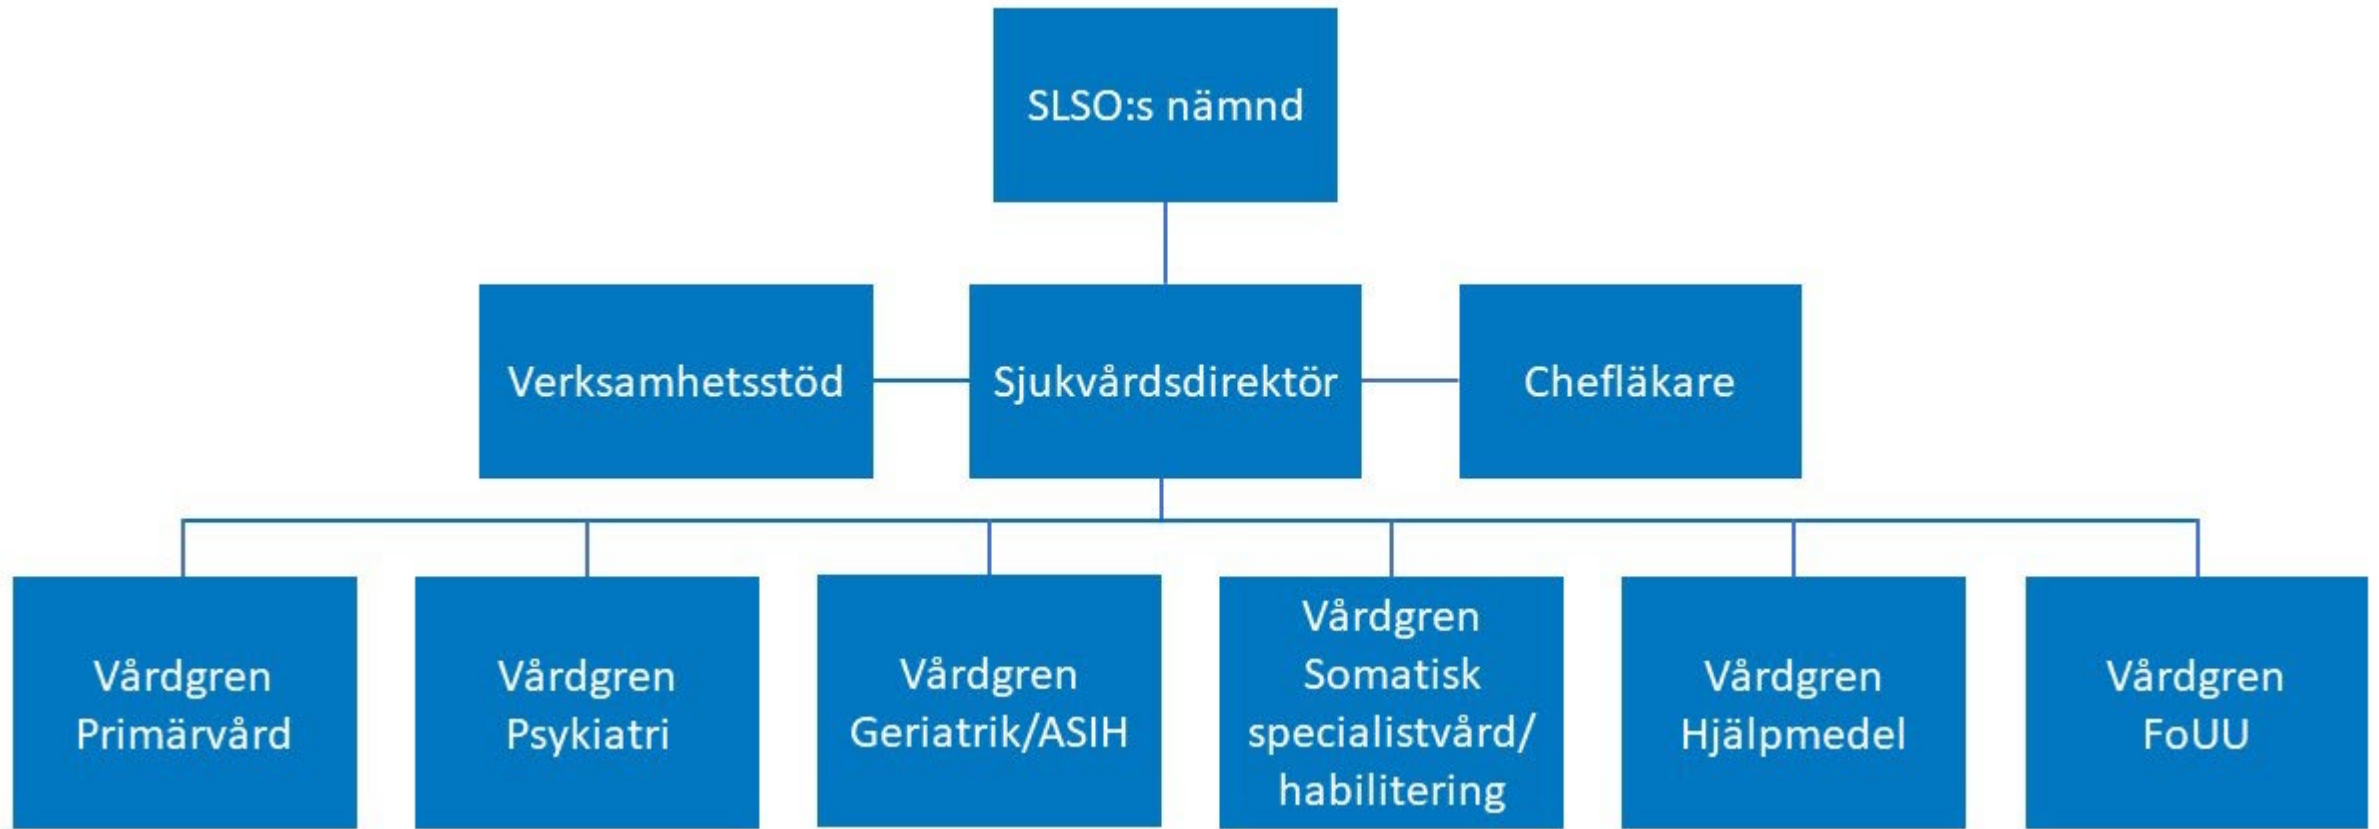 SLSO:s nämnd
Verksamhetsstöd
Sjukvårdsdirektör
Chefläkare
Vårdgren
Primärvård
Vårdgren
Psykiatri
Vårdgren
Geriatrik/ASIH
Vårdgren
Somatisk
specialistvård/
habilitering
Vårdgren
Hjälpmedel
Vårdgren
FoUU